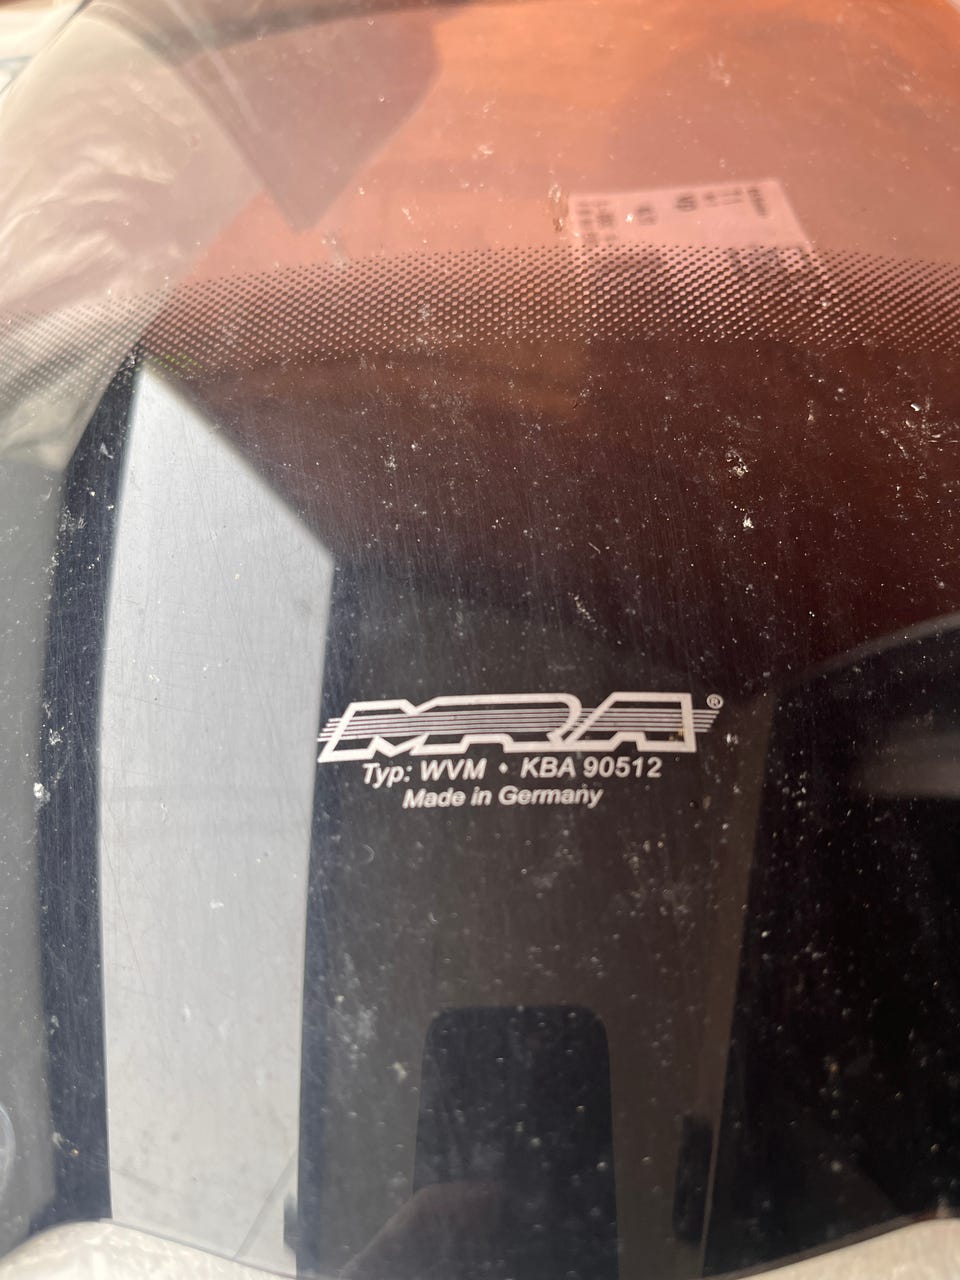 MRA®
Typ: WVM ⬧ KBA 90512
Made in Germany